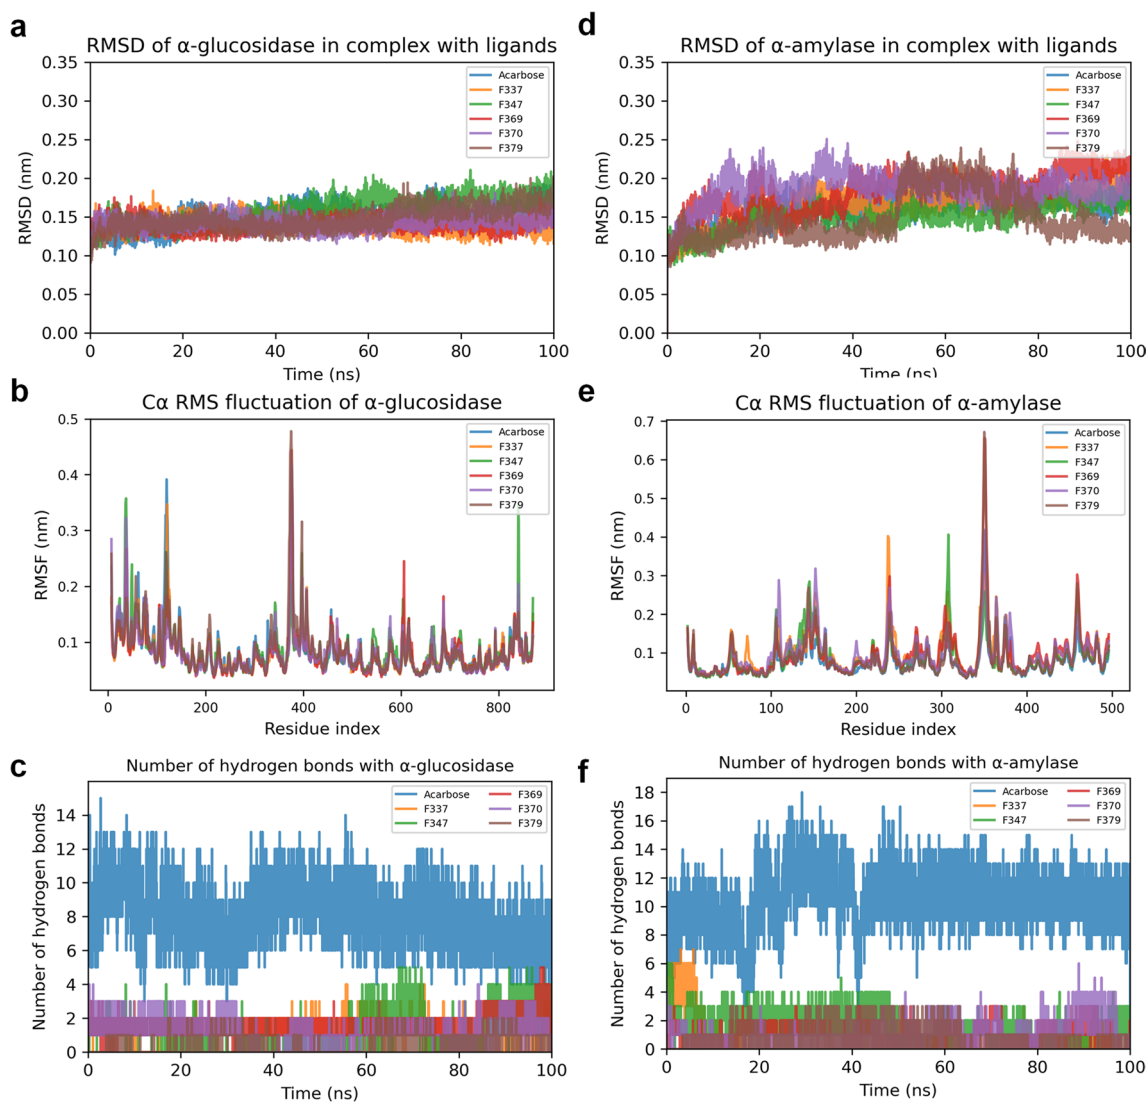 a
RMSD of α-glucosidase in complex with ligands
0.35
0.30
0.25
0.20
0.15
0.10
0.05
0.00
RMSD (nm)
Acarbose
F337
F347
F369
F370
F379
0 20 40 60 80 100
Time (ns)
d
RMSD of α-amylase in complex with ligands
0.35
0.30
0.25
0.20
0.15
0.10
0.05
0.00
RMSD (nm)
Acarbose
F337
F347
F369
F370
F379
0 20 40 60 80 100
Time (ns)
b
Cα RMS fluctuation of α-glucosidase
0.5
0.4
0.3
0.2
0.1
RMSF (nm)
Acarbose
F337
F347
F369
F370
F379
0 200 400 600 800
Residue index
e
Cα RMS fluctuation of α-amylase
0.7
0.6
0.5
0.4
0.3
0.2
0.1
RMSF (nm)
Acarbose
F337
F347
F369
F370
F379
0 100 200 300 400 500
Residue index
c
Number of hydrogen bonds with α-glucosidase
14
12
10
8
6
4
2
0
Number of hydrogen bonds
Acarbose F369
F337 F370
F347 F379
0 20 40 60 80 100
Time (ns)
f
Number of hydrogen bonds with α-amylase
18
16
14
12
10
8
6
4
2
0
Number of hydrogen bonds
Acarbose F369
F337 F370
F347 F379
0 20 40 60 80 100
Time (ns)